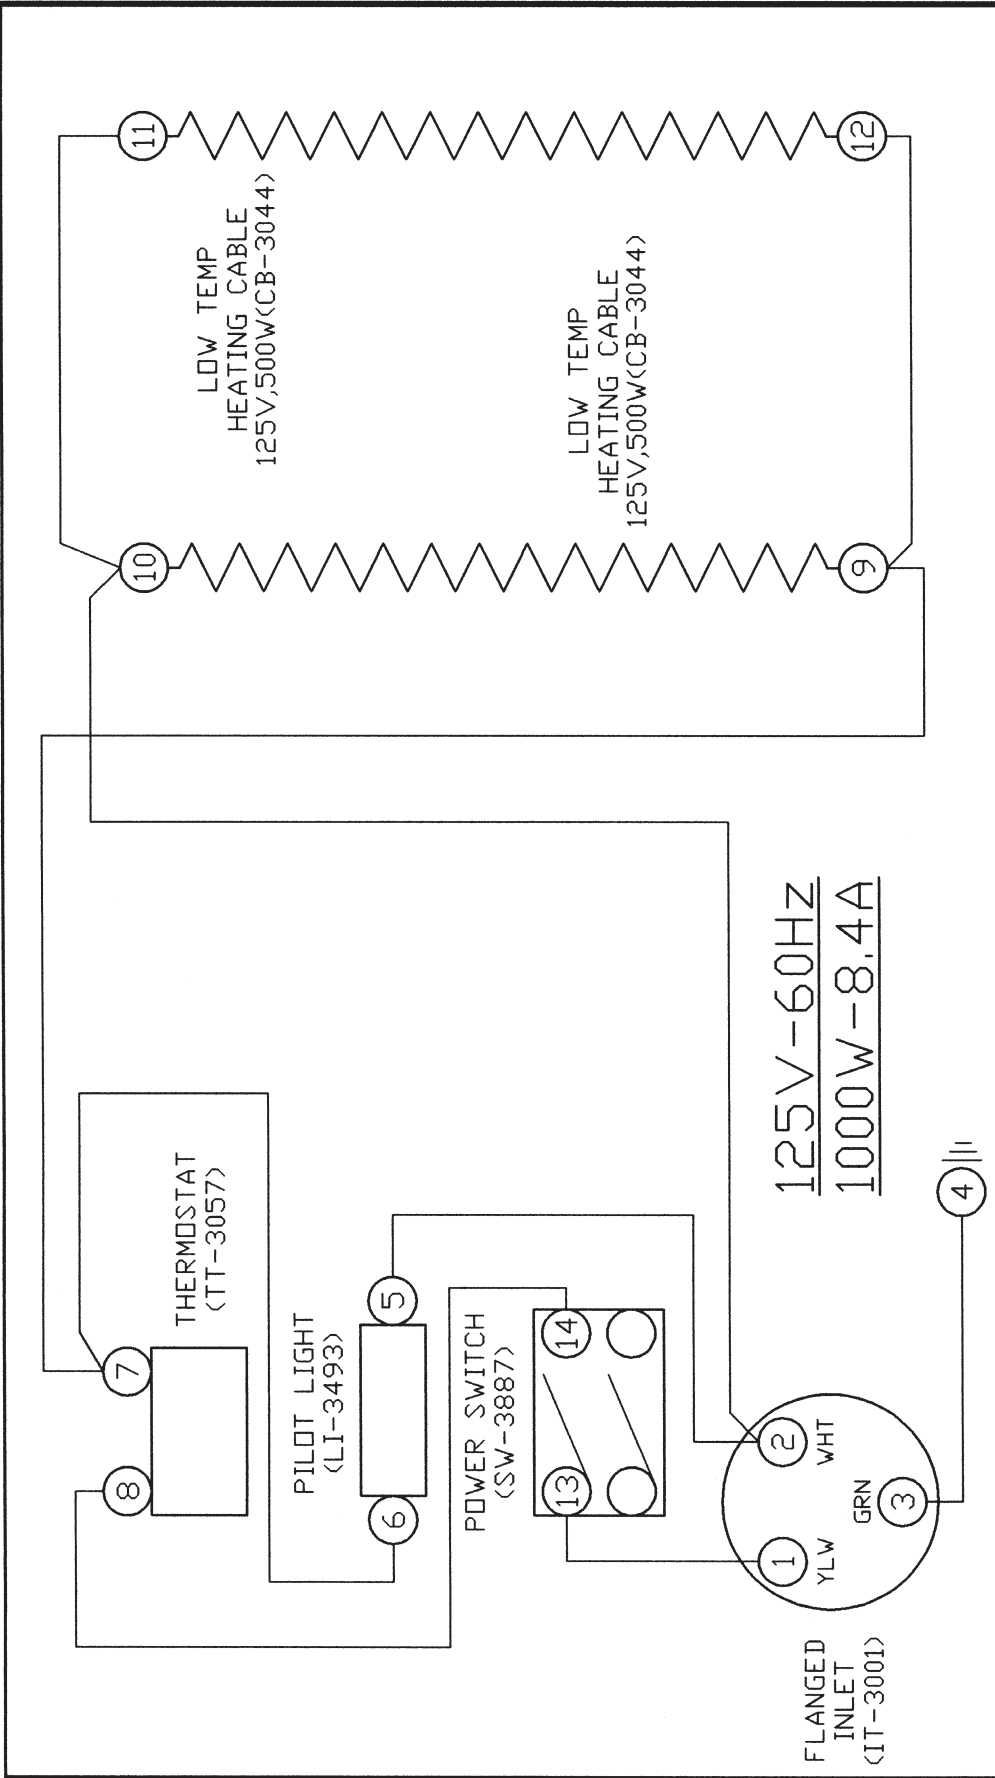 THERMOSTAT
(TT-3057)
8
7
PILOT LIGHT
(LI-3493)
6
5
POWER SWITCH
(SW-3887)
13
14
FLANGED
INLET
(IT-3001)
1
YLW
2
WHT
GRN
3
4
125V-60Hz
1000W-8.4A
10
11
LOW TEMP
HEATING CABLE
125V,500W(CB-3044)
LOW TEMP
HEATING CABLE
125V,500W(CB-3044)
9
12